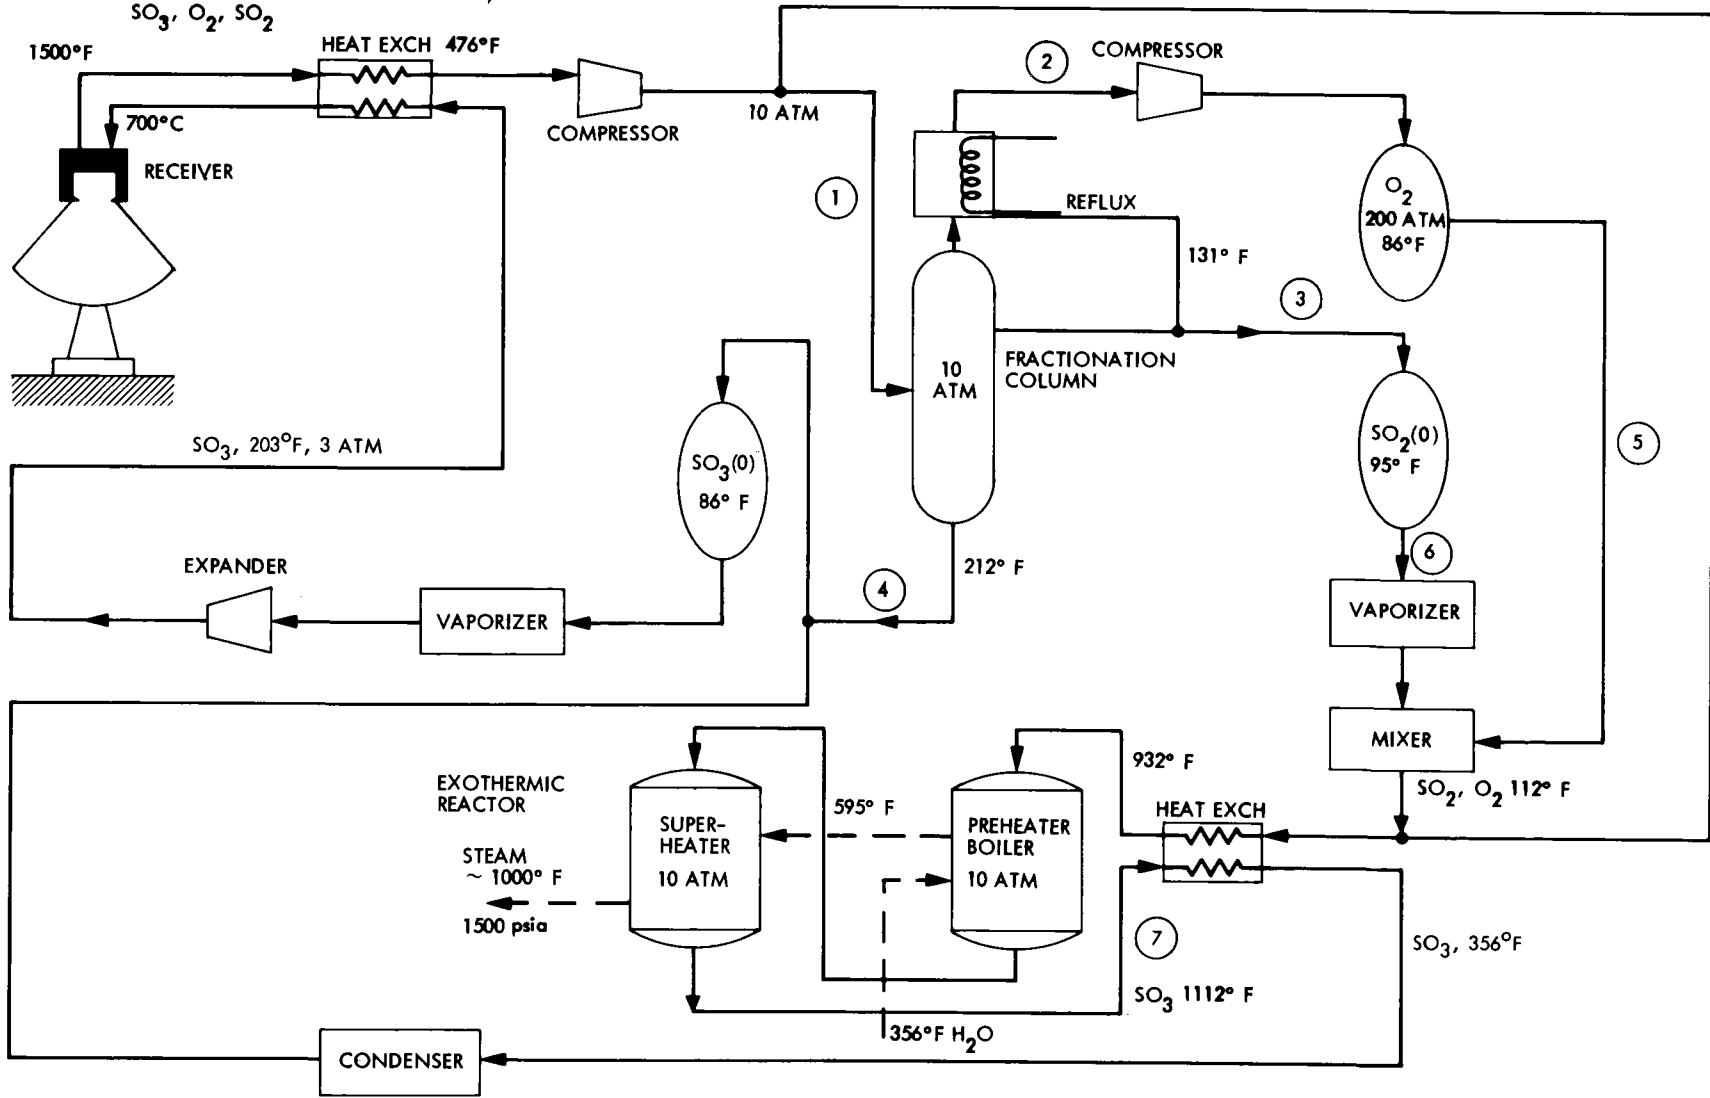 SO3, O2, SO2
1500°F
HEAT EXCH 476°F
700°C
RECEIVER
COMPRESSOR
10 ATM
2
COMPRESSOR
1
REFLUX
131° F
O2
200 ATM
86°F
3
FRACTIONATION
COLUMN
10
ATM
SO2(0)
95° F
5
SO3, 203°F, 3 ATM
SO3(0)
86° F
212° F
4
6
EXPANDER
VAPORIZER
VAPORIZER
MIXER
SO2, O2 112° F
932° F
HEAT EXCH
EXOTHERMIC
REACTOR
595° F
SUPER-
HEATER
10 ATM
PREHEATER
BOILER
10 ATM
STEAM
~ 1000° F
1500 psia
7
SO3, 356°F
SO3 1112° F
356°F H2O
CONDENSER